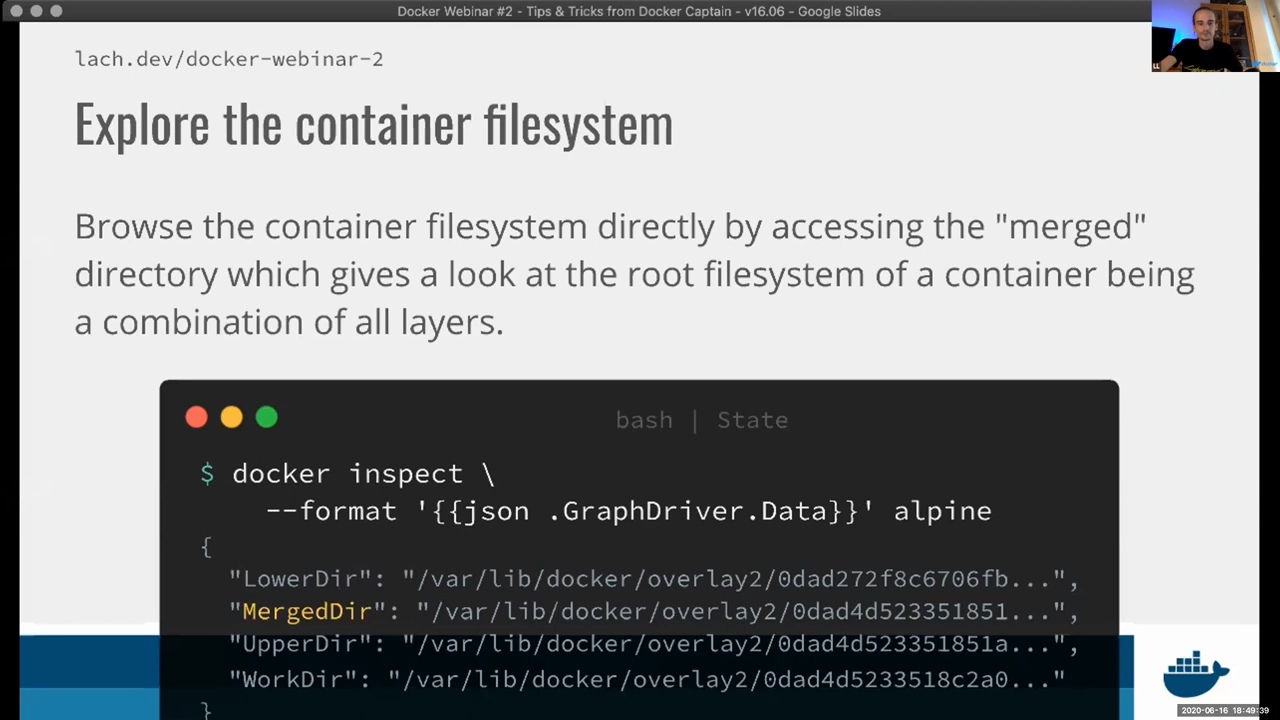 Docker Webinar #2 - Tips & Tricks from Docker Captain - v16.06 - Google Slides
lach.dev/docker-webinar-2
Explore the container filesystem
Browse the container filesystem directly by accessing the "merged"
directory which gives a look at the root filesystem of a container being
a combination of all layers.
bash | State
$ docker inspect \
--format '{{json .GraphDriver.Data}}' alpine
{
"LowerDir": "/var/lib/docker/overlay2/0dad272f8c6706fb...",
"MergedDir": "/var/lib/docker/overlay2/0dad4d523351851...",
"UpperDir": "/var/lib/docker/overlay2/0dad4d523351851a...",
"WorkDir": "/var/lib/docker/overlay2/0dad4d5233518c2a0..."
}
2020-06-16 18:49:39